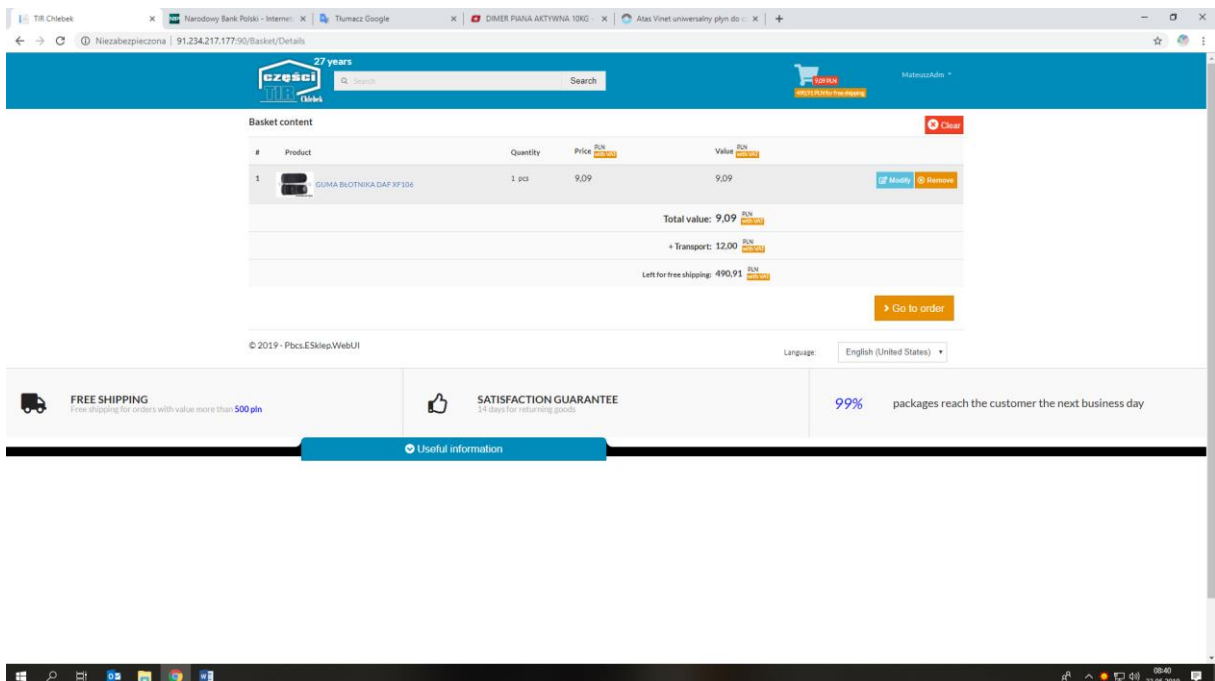 TIR Chlebek
Narodowy Bank Polski - Internet
Tłumacz Google
DIMER PIANA AKTYWNA 10KG -
Atas Vinet uniwersalny płyn do c
Niezabezpieczona | 91.234.217.177:90/Basket/Details
27 years
części
TIR Chlebek
Search
Search
9,09 PLN
490,91 PLN for free shipping
MateuszAdm
Basket content
Clear
# Product Quantity Price PLN with VAT Value PLN with VAT
1 GUMA BŁOTNIKA DAF XF106 1 pcs 9,09 9,09 Modify Remove
Total value: 9,09 PLN with VAT
+ Transport: 12,00 PLN with VAT
Left for free shipping: 490,91 PLN with VAT
Go to order
© 2019 - Pbcs.ESklep.WebUI
Language: English (United States)
FREE SHIPPING
Free shipping for orders with value more than 500 pln
SATISFACTION GUARANTEE
14 days for returning goods
99% packages reach the customer the next business day
Useful information
08:40